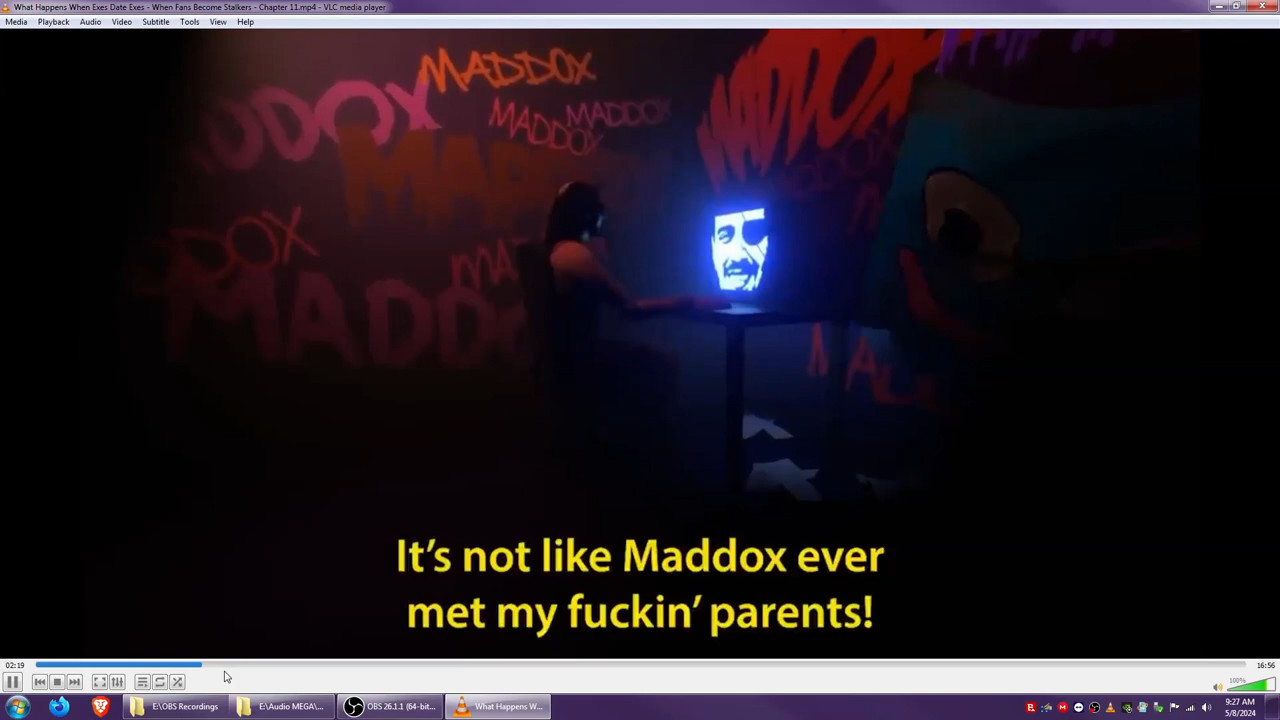 What Happens When Exes Date Exes - When Fans Become Stalkers - Chapter 11.mp4 - VLC media player
Media Playback Audio Video Subtitle Tools View Help
MADDOX
MADDOX
MADDOX
MADDOX
It's not like Maddox ever
met my fuckin' parents!
02:19
16:56
100%
E:\OBS Recordings
E:\Audio MEGA\...
OBS 26.1.1 (64-bit...
What Happens W...
9:27 AM
5/8/2024